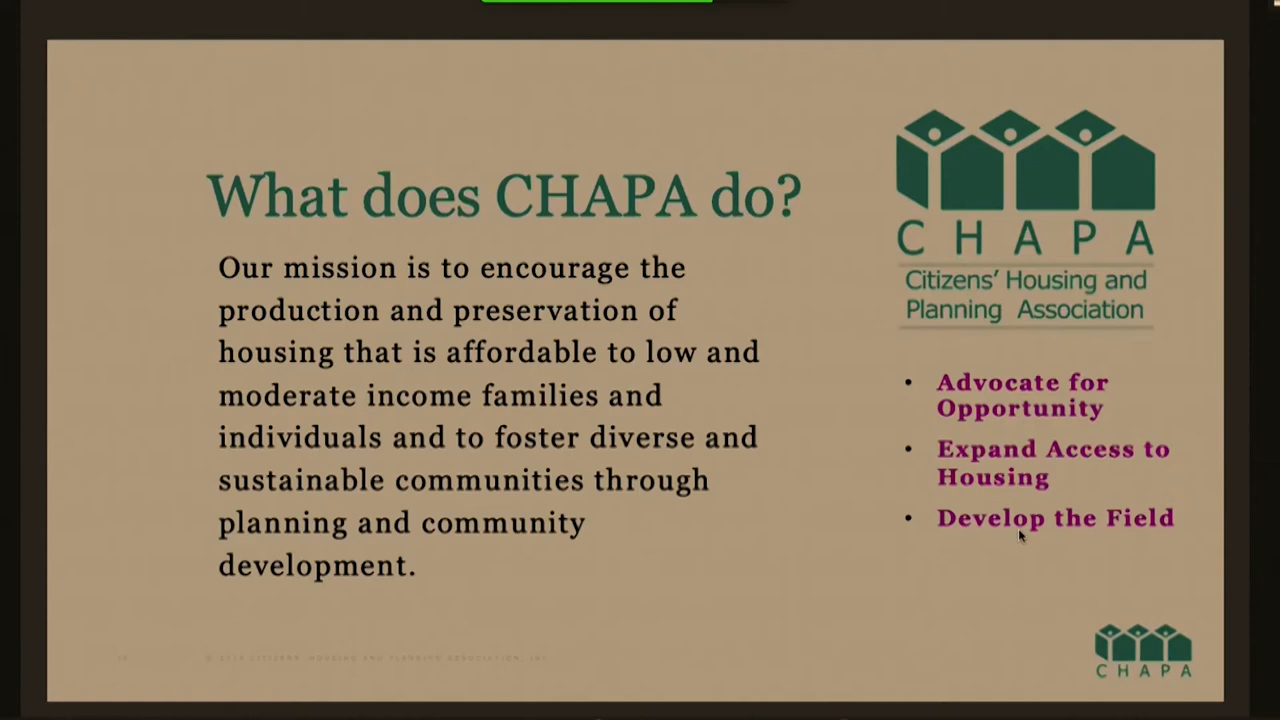 What does CHAPA do?
Our mission is to encourage the
production and preservation of
housing that is affordable to low and
moderate income families and
individuals and to foster diverse and
sustainable communities through
planning and community
development.
CHAPA
Citizens' Housing and
Planning Association
• Advocate for
Opportunity
• Expand Access to
Housing
• Develop the Field
CHAPA